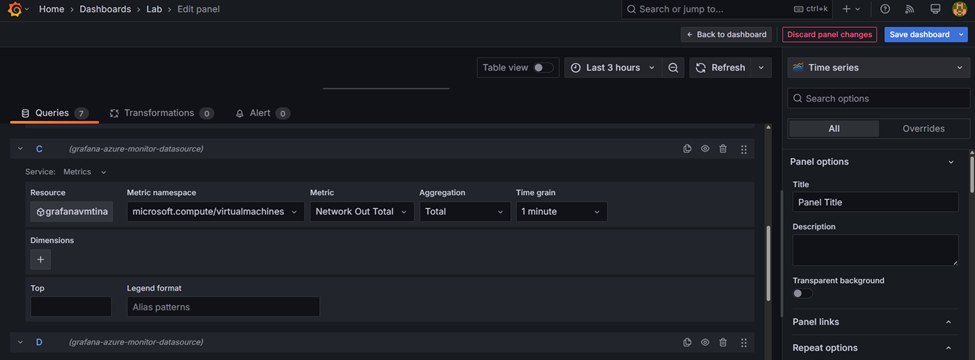 Home › Dashboards › Lab › Edit panel
Search or jump to... ctrl+k
Back to dashboard Discard panel changes Save dashboard
Table view Last 3 hours Refresh Time series
Search options
Queries 7 Transformations 0 Alert 0
All Overrides
C (grafana-azure-monitor-datasource)
Panel options
Service: Metrics
Title
Resource Metric namespace Metric Aggregation Time grain
Panel Title
grafanavmtina microsoft.compute/virtualmachines Network Out Total Total 1 minute
Description
Dimensions
Transparent background
Top Legend format
Alias patterns
Panel links
D (grafana-azure-monitor-datasource)
Repeat options